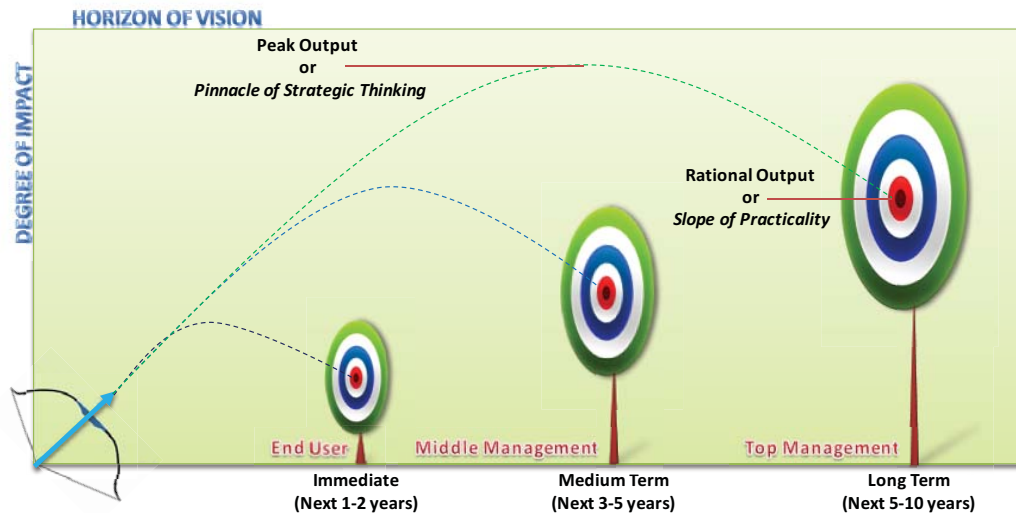 HORIZON OF VISION
DEGREE OF IMPACT
Peak Output
or
Pinnacle of Strategic Thinking
Rational Output
or
Slope of Practicality
End User
Middle Management
Top Management
Immediate
(Next 1-2 years)
Medium Term
(Next 3-5 years)
Long Term
(Next 5-10 years)